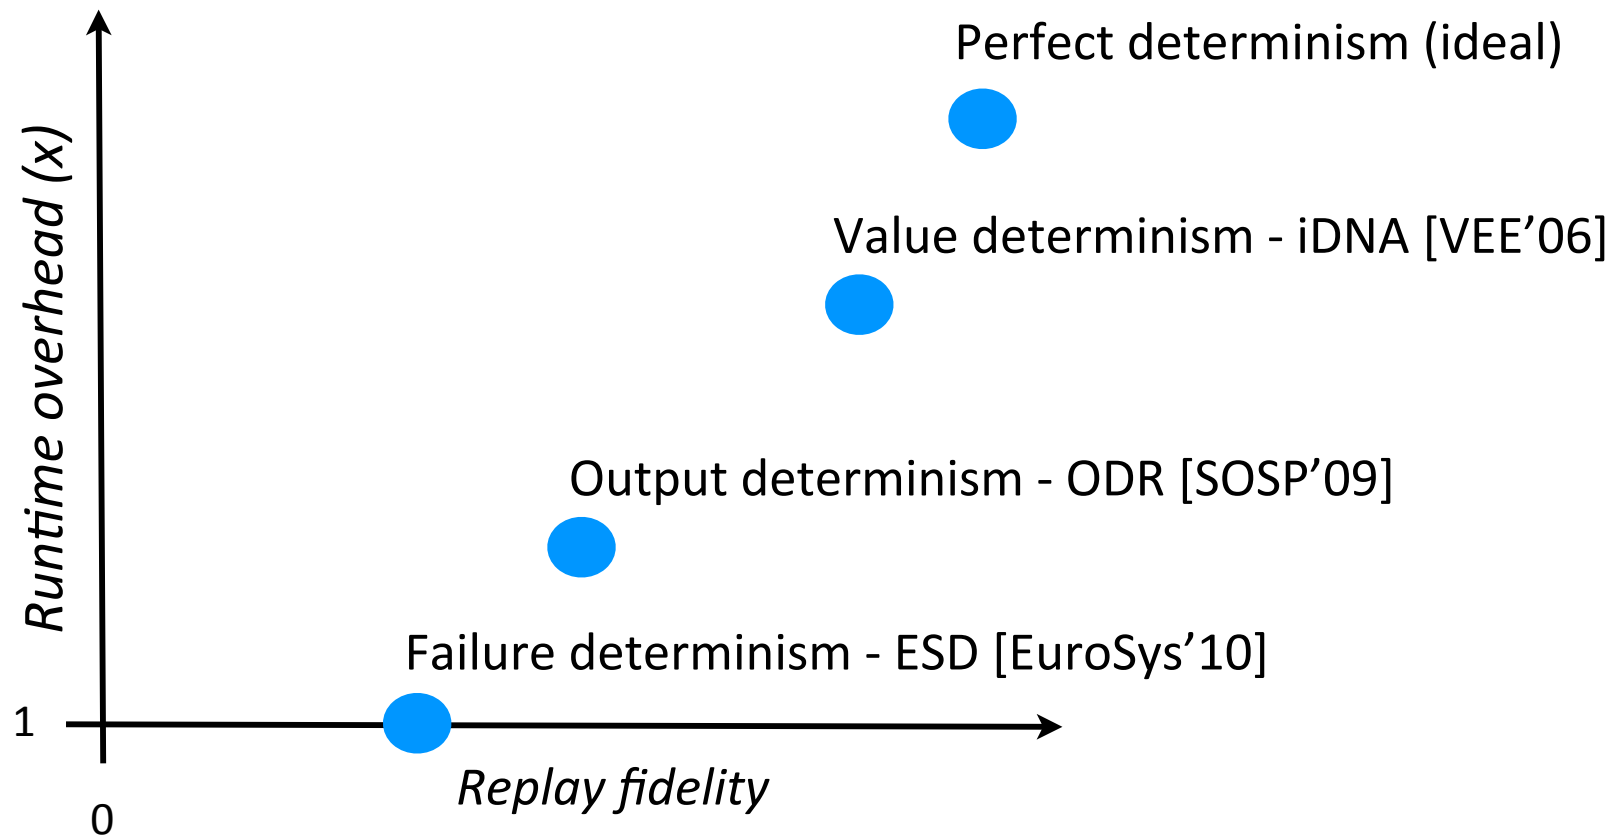 Perfect determinism (ideal)
Value determinism - iDNA [VEE’06]
Output determinism - ODR [SOSP’09]
Failure determinism - ESD [EuroSys’10]
Runtime overhead (x)
1
0
Replay fidelity